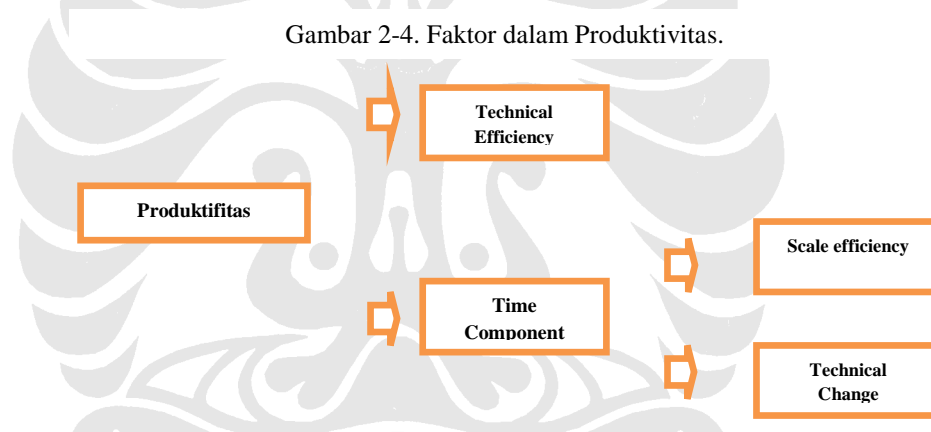 Gambar 2-4. Faktor dalam Produktivitas.
Technical
Efficiency
Produktifitas
Scale efficiency
Time
Component
Technical
Change